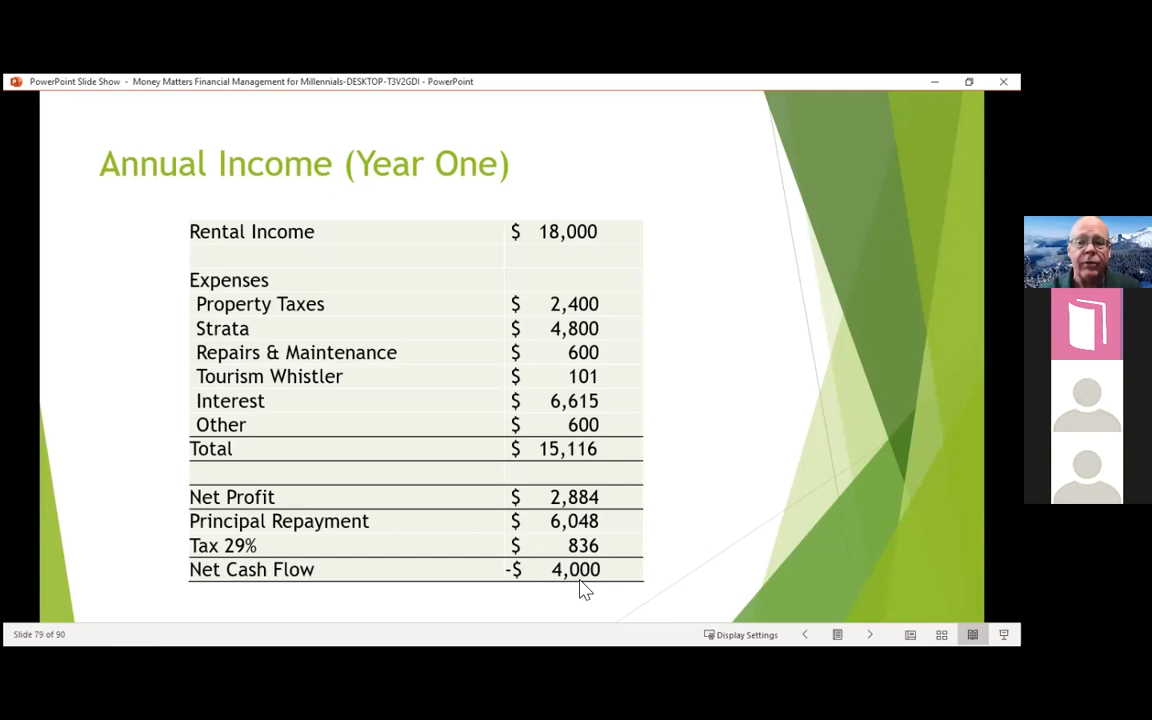 PowerPoint Slide Show - Money Matters Financial Management for Millennials-DESKTOP-T3V2GDI - PowerPoint
Annual Income (Year One)
Rental Income $ 18,000
Expenses
Property Taxes $ 2,400
Strata $ 4,800
Repairs & Maintenance $ 600
Tourism Whistler $ 101
Interest $ 6,615
Other $ 600
Total $ 15,116
Net Profit $ 2,884
Principal Repayment $ 6,048
Tax 29% $ 836
Net Cash Flow -$ 4,000
Slide 79 of 90
Display Settings